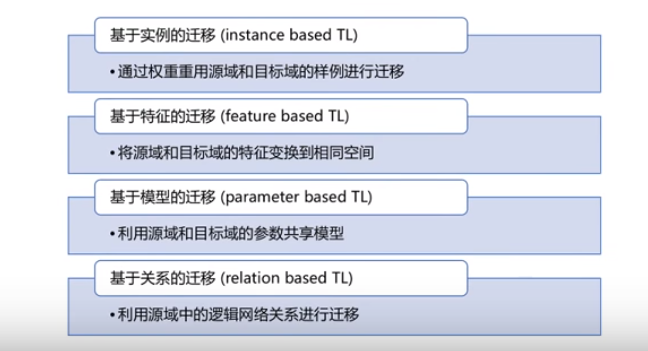 基于实例的迁移 (instance based TL)
•通过权重重用源域和目标域的样例进行迁移
基于特征的迁移 (feature based TL)
•将源域和目标域的特征变换到相同空间
基于模型的迁移 (parameter based TL)
•利用源域和目标域的参数共享模型
基于关系的迁移 (relation based TL)
•利用源域中的逻辑网络关系进行迁移